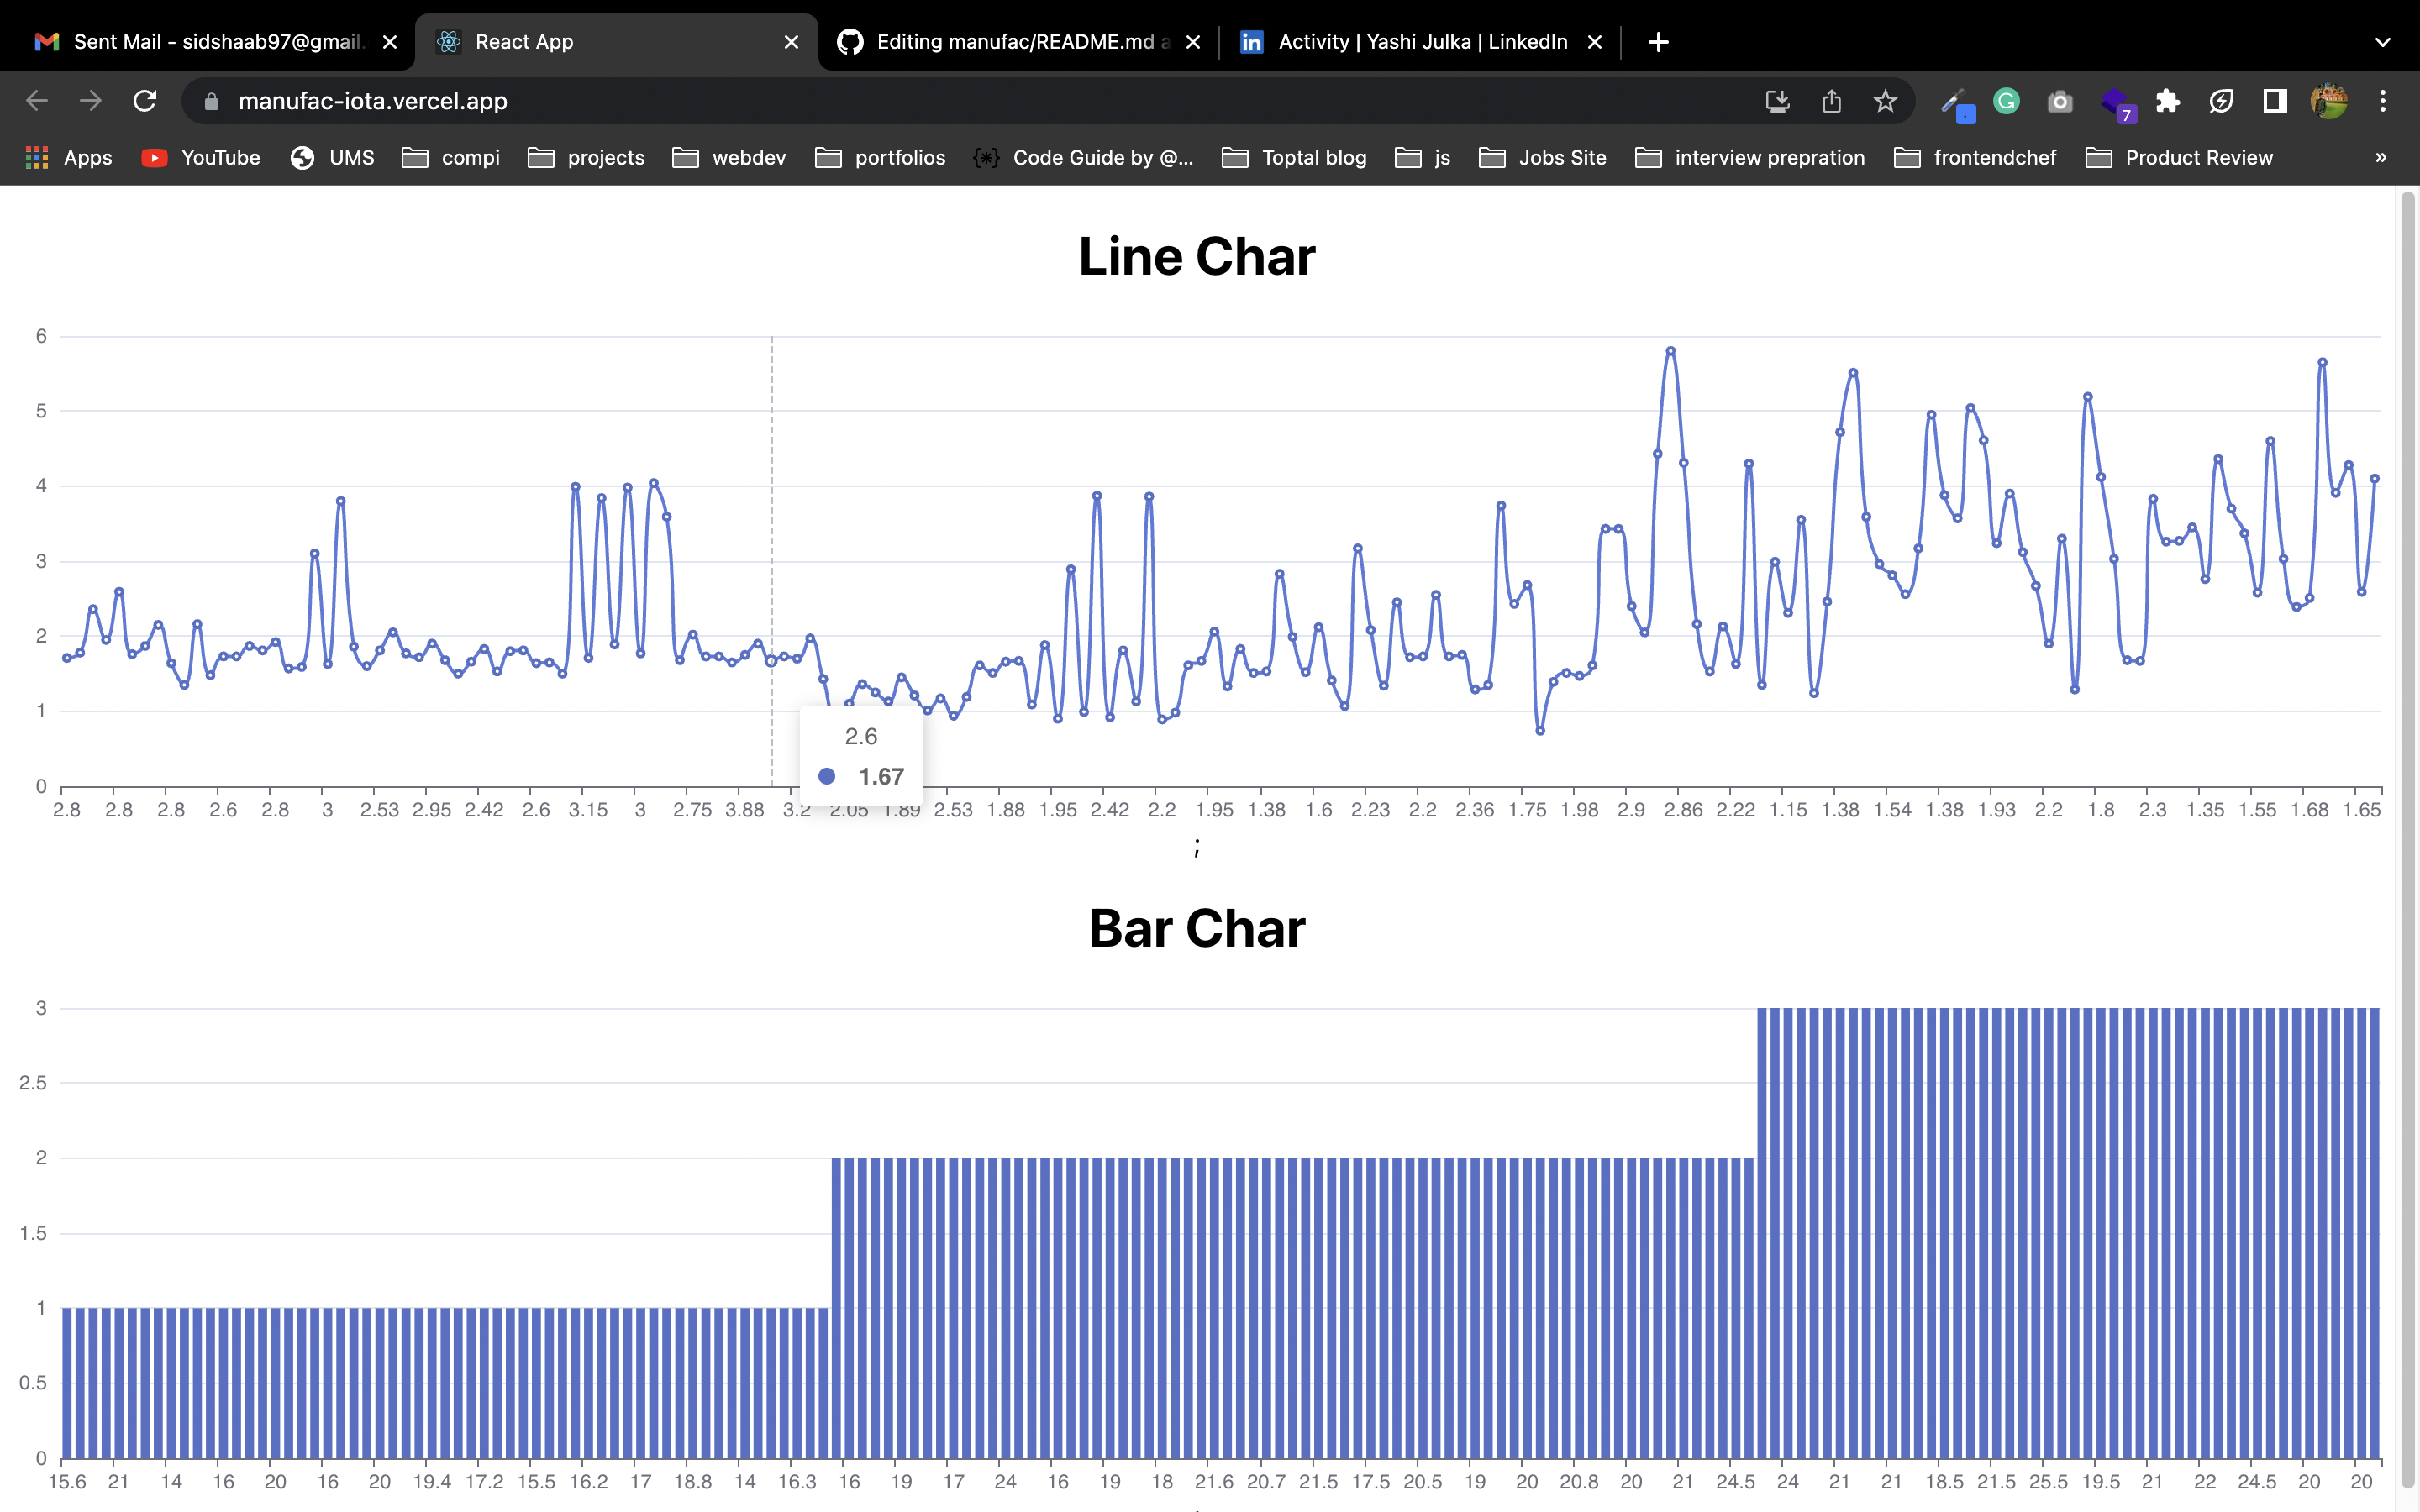 Sent Mail - sidshaab97@gmail. React App Editing manufac/README.md a Activity | Yashi Julka | LinkedIn
manufac-iota.vercel.app 7
Apps YouTube UMS compi projects webdev portfolios Code Guide by @... Toptal blog js Jobs Site interview prepration frontendchef Product Review »
Line Char
6
5
4
3
2
1
0
2.6
1.67
2.8 2.8 2.8 2.6 2.8 3 2.53 2.95 2.42 2.6 3.15 3 2.75 3.88 3.2 2.05 1.89 2.53 1.88 1.95 2.42 2.2 1.95 1.38 1.6 2.23 2.2 2.36 1.75 1.98 2.9 2.86 2.22 1.15 1.38 1.54 1.38 1.93 2.2 1.8 2.3 1.35 1.55 1.68 1.65
;
Bar Char
3
2.5
2
1.5
1
0.5
0
15.6 21 14 16 20 16 20 19.4 17.2 15.5 16.2 17 18.8 14 16.3 16 19 17 24 16 19 18 21.6 20.7 21.5 17.5 20.5 19 20 20.8 20 21 24.5 24 21 21 18.5 21.5 25.5 19.5 21 22 24.5 20 20